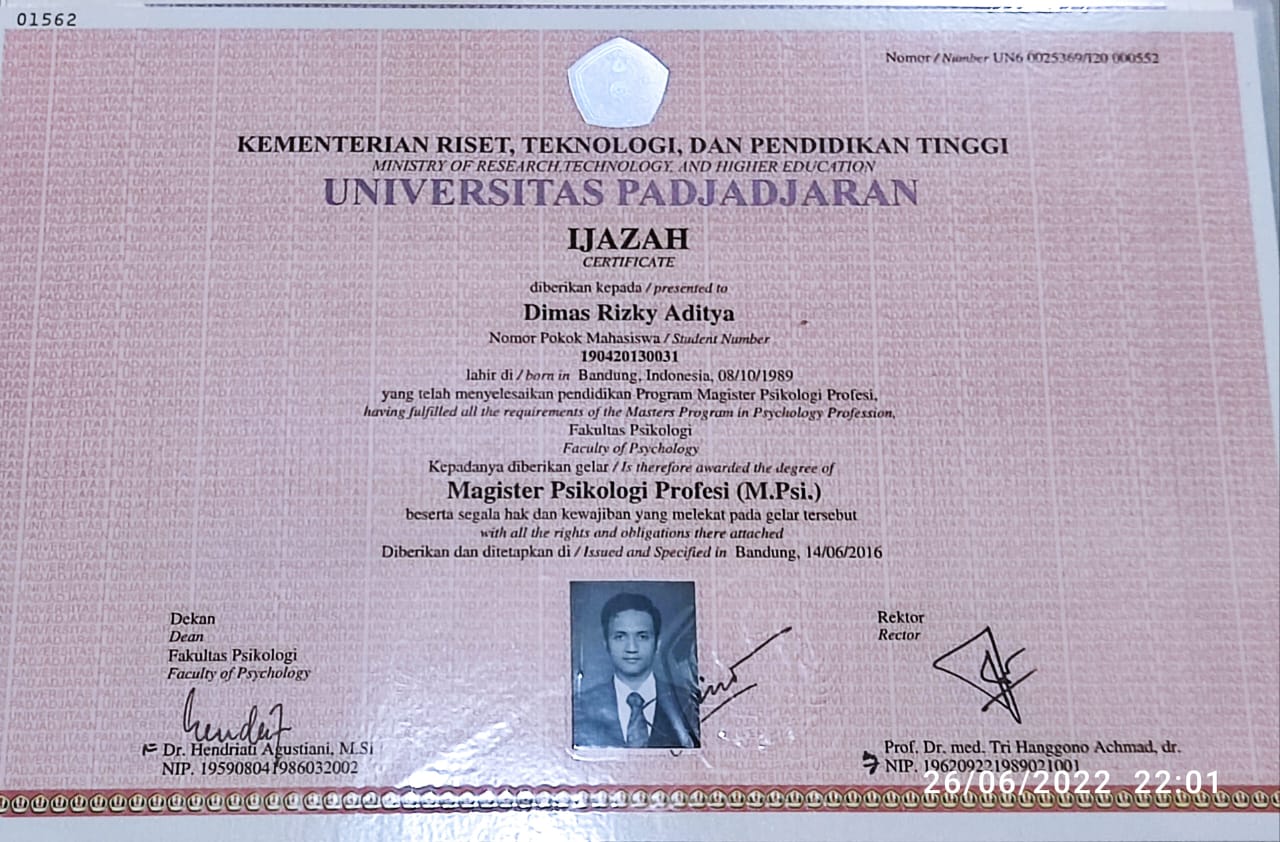 01562
Nomor / Number UN6 0025369/I20 000552
KEMENTERIAN RISET, TEKNOLOGI, DAN PENDIDIKAN TINGGI
MINISTRY OF RESEARCH,TECHNOLOGY, AND HIGHER EDUCATION
UNIVERSITAS PADJADJARAN
IJAZAH
CERTIFICATE
diberikan kepada / presented to
Dimas Rizky Aditya
Nomor Pokok Mahasiswa / Student Number
190420130031
lahir di / born in Bandung, Indonesia, 08/10/1989
yang telah menyelesaikan pendidikan Program Magister Psikologi Profesi,
having fulfilled all the requirements of the Masters Program in Psychology Profession,
Fakultas Psikologi
Faculty of Psychology
Kepadanya diberikan gelar / Is therefore awarded the degree of
Magister Psikologi Profesi (M.Psi.)
beserta segala hak dan kewajiban yang melekat pada gelar tersebut
with all the rights and obligations there attached
Diberikan dan ditetapkan di / Issued and Specified in Bandung, 14/06/2016
Dekan
Dean
Fakultas Psikologi
Faculty of Psychology
Dr. Hendriati Agustiani, M.Si
NIP. 195908041986032002
Rektor
Rector
Prof. Dr. med. Tri Hanggono Achmad, dr.
NIP. 196209221989021001
26/06/2022 22:01